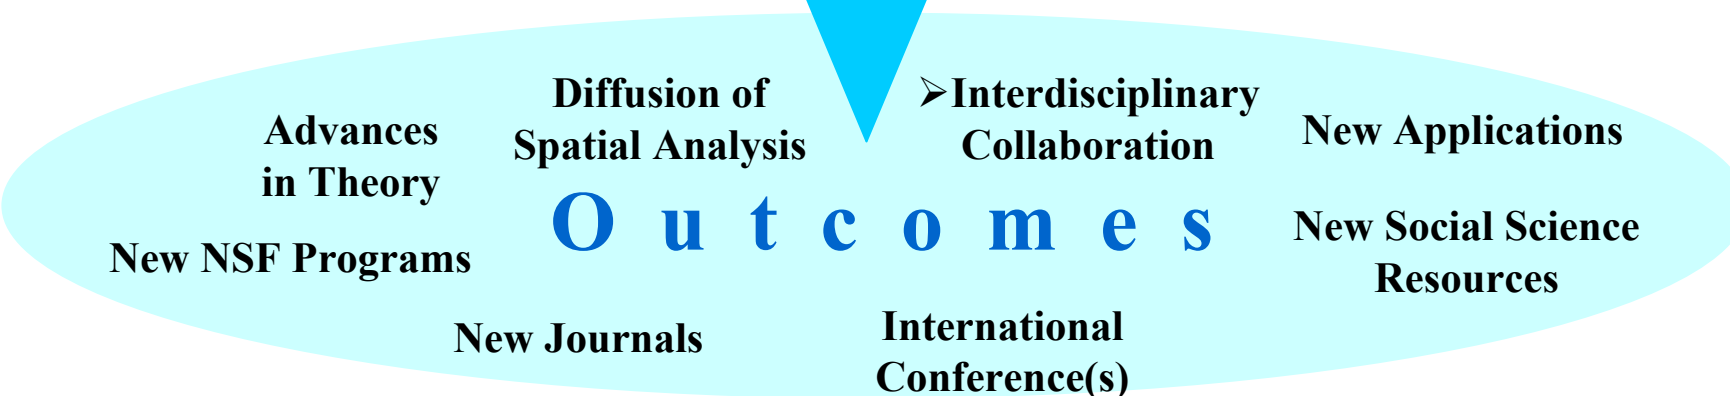 Diffusion of
Spatial Analysis
➢Interdisciplinary
Collaboration
Advances
in Theory
New Applications
O u t c o m e s
New NSF Programs
New Social Science
Resources
New Journals
International
Conference(s)